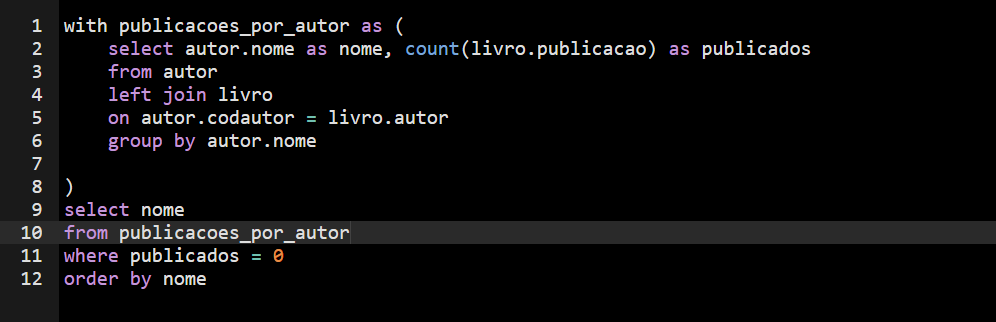 1 with publicacoes_por_autor as (
2     select autor.nome as nome, count(livro.publicacao) as publicados
3     from autor
4     left join livro
5     on autor.codautor = livro.autor
6     group by autor.nome
7
8 )
9 select nome
10 from publicacoes_por_autor
11 where publicados = 0
12 order by nome